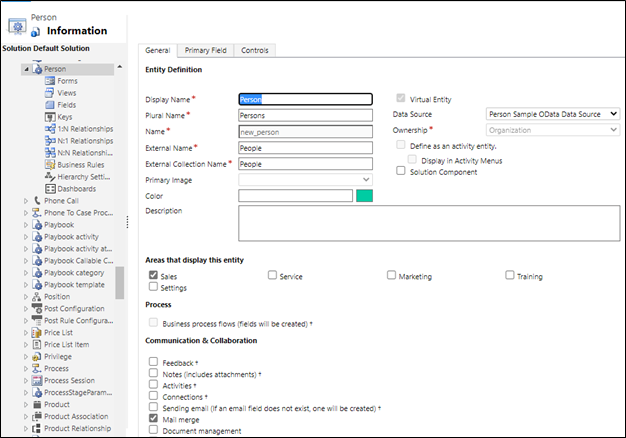 Person
Information
Solution Default Solution
Person
Forms
Views
Fields
Keys
1:N Relationships
N:1 Relationships
N:N Relationshi...
Business Rules
Hierarchy Setti...
Dashboards
Phone Call
Phone To Case Proc...
Playbook
Playbook activity
Playbook activity at...
Playbook Callable C...
Playbook category
Playbook template
Position
Post Configuration
Post Rule Configura...
Price List
Price List Item
Privilege
Process
Process Session
ProcessStageParam...
Product
Product Association
Product Relationship
General Primary Field Controls
Entity Definition
Display Name * Person
Plural Name * Persons
Name * new_person
External Name * People
External Collection Name * People
Primary Image
Color
Description
Virtual Entity
Data Source Person Sample OData Data Source
Ownership * Organization
Define as an activity entity.
Display in Activity Menus
Solution Component
Areas that display this entity
Sales Service Marketing Training
Settings
Process
Business process flows (fields will be created) †
Communication & Collaboration
Feedback †
Notes (includes attachments) †
Activities †
Connections †
Sending email (If an email field does not exist, one will be created) †
Mail merge
Document management